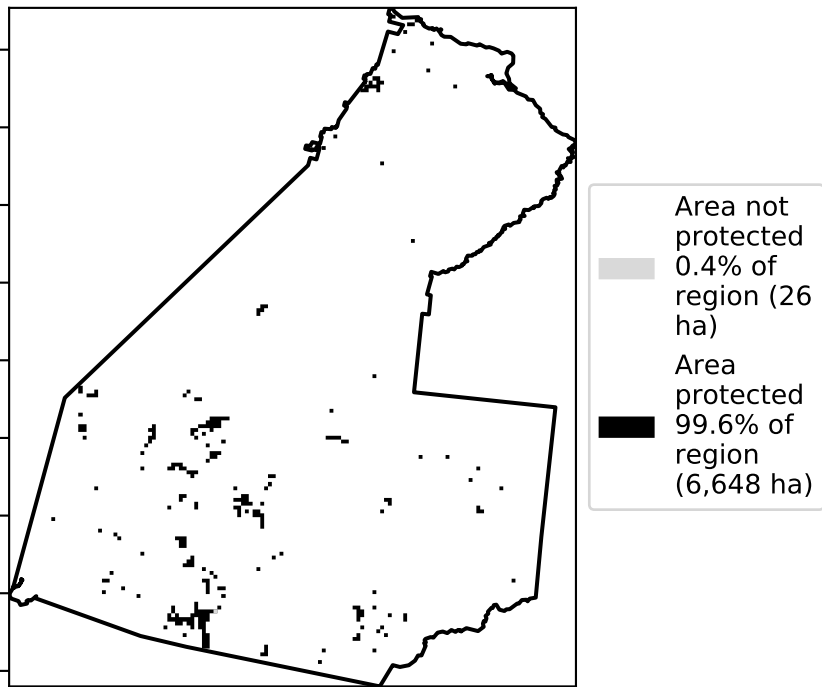 Area not
protected
0.4% of
region (26
ha)
Area
protected
99.6% of
region
(6,648 ha)